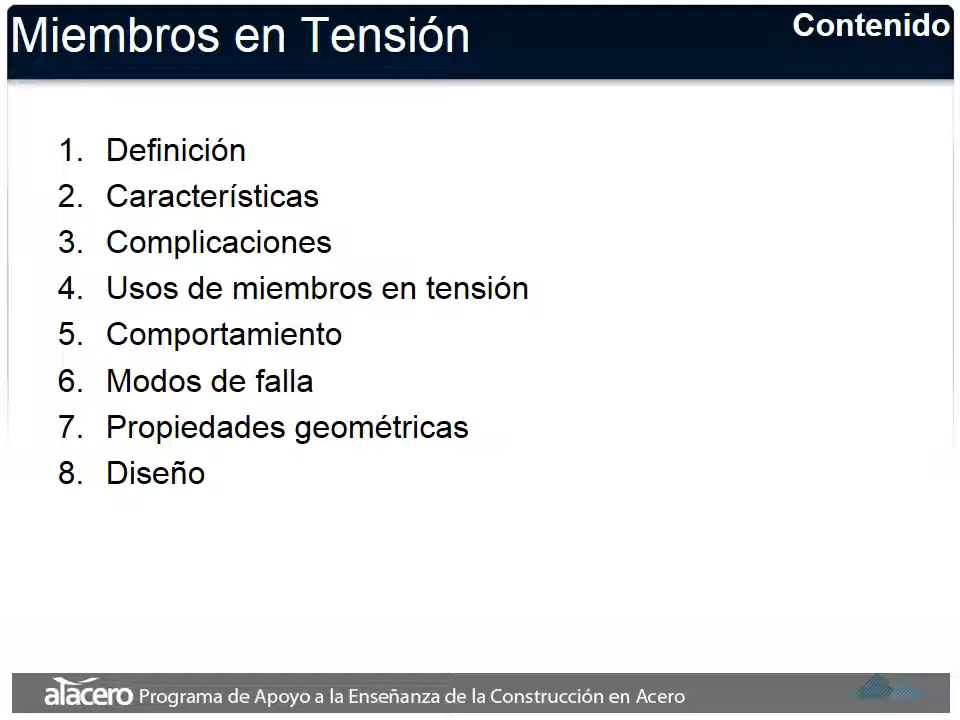 Miembros en Tensión
Contenido
1. Definición
2. Características
3. Complicaciones
4. Usos de miembros en tensión
5. Comportamiento
6. Modos de falla
7. Propiedades geométricas
8. Diseño
alacero Programa de Apoyo a la Enseñanza de la Construcción en Acero